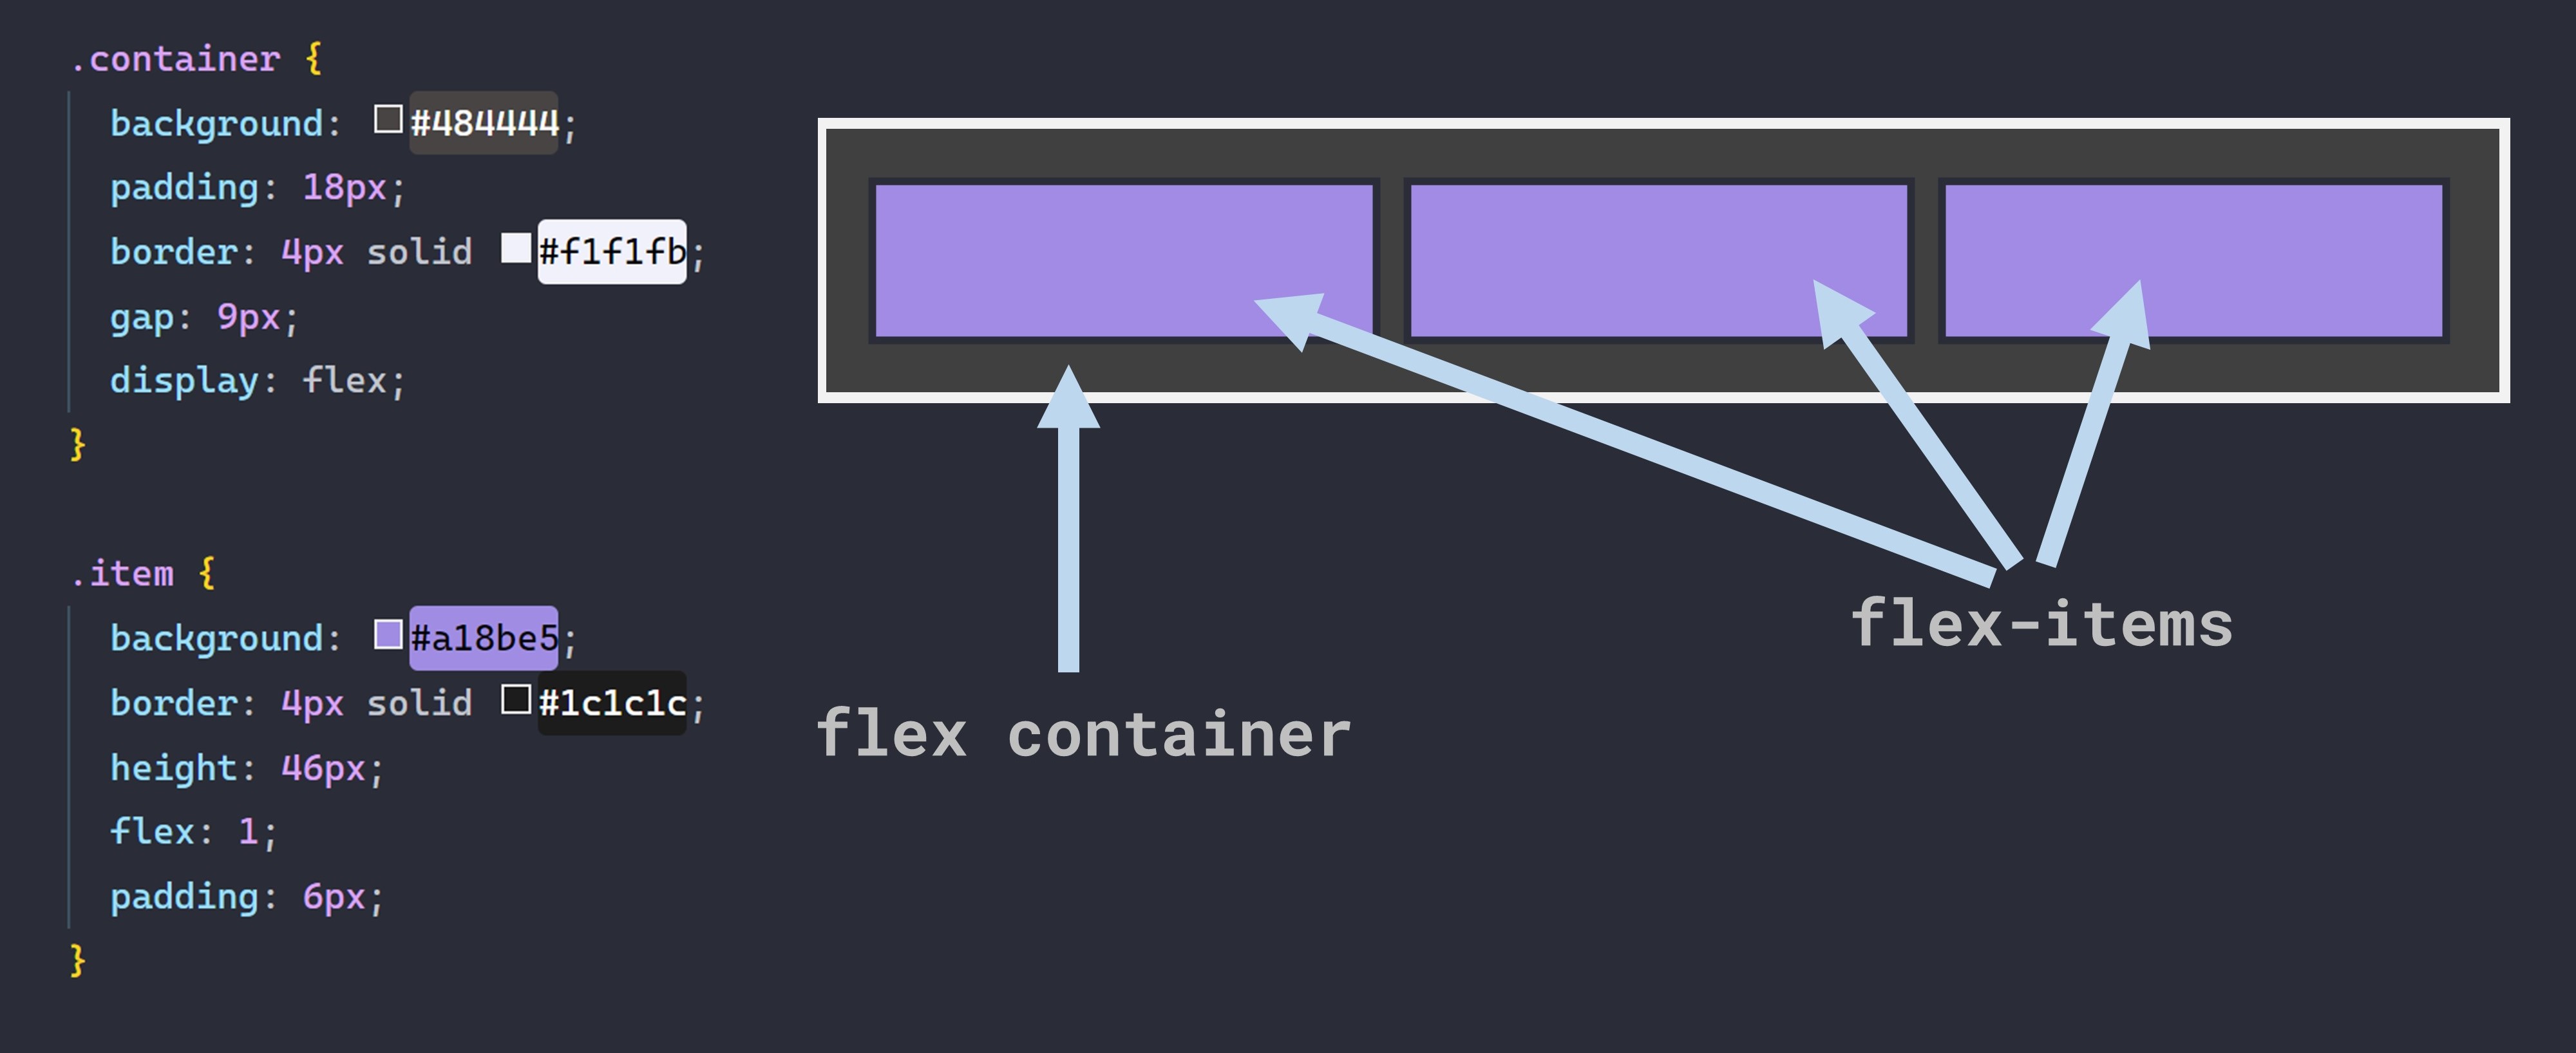 .container {
background: #484444;
padding: 18px;
border: 4px solid #f1f1fb;
gap: 9px;
display: flex;
}
.item {
background: #a18be5;
border: 4px solid #1c1c1c;
height: 46px;
flex: 1;
padding: 6px;
}
flex container
flex-items